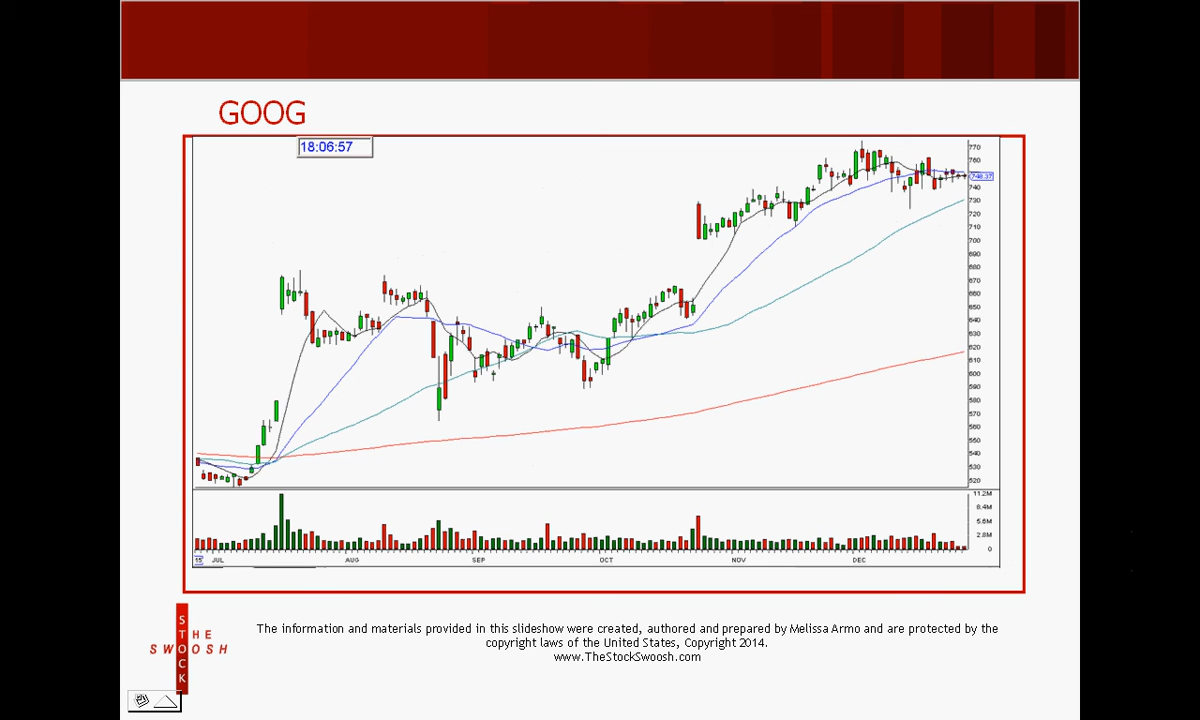 GOOG
18:06:57
770
760
748.37
740
730
720
710
700
690
680
670
660
650
640
630
620
610
600
590
580
570
560
550
540
530
520
11.2M
8.4M
5.6M
2.8M
0
15 JUL AUG SEP OCT NOV DEC
The information and materials provided in this slideshow were created, authored and prepared by Melissa Armo and are protected by the
copyright laws of the United States, Copyright 2014.
www.TheStockSwoosh.com
THE
STOCK
SWOOSH